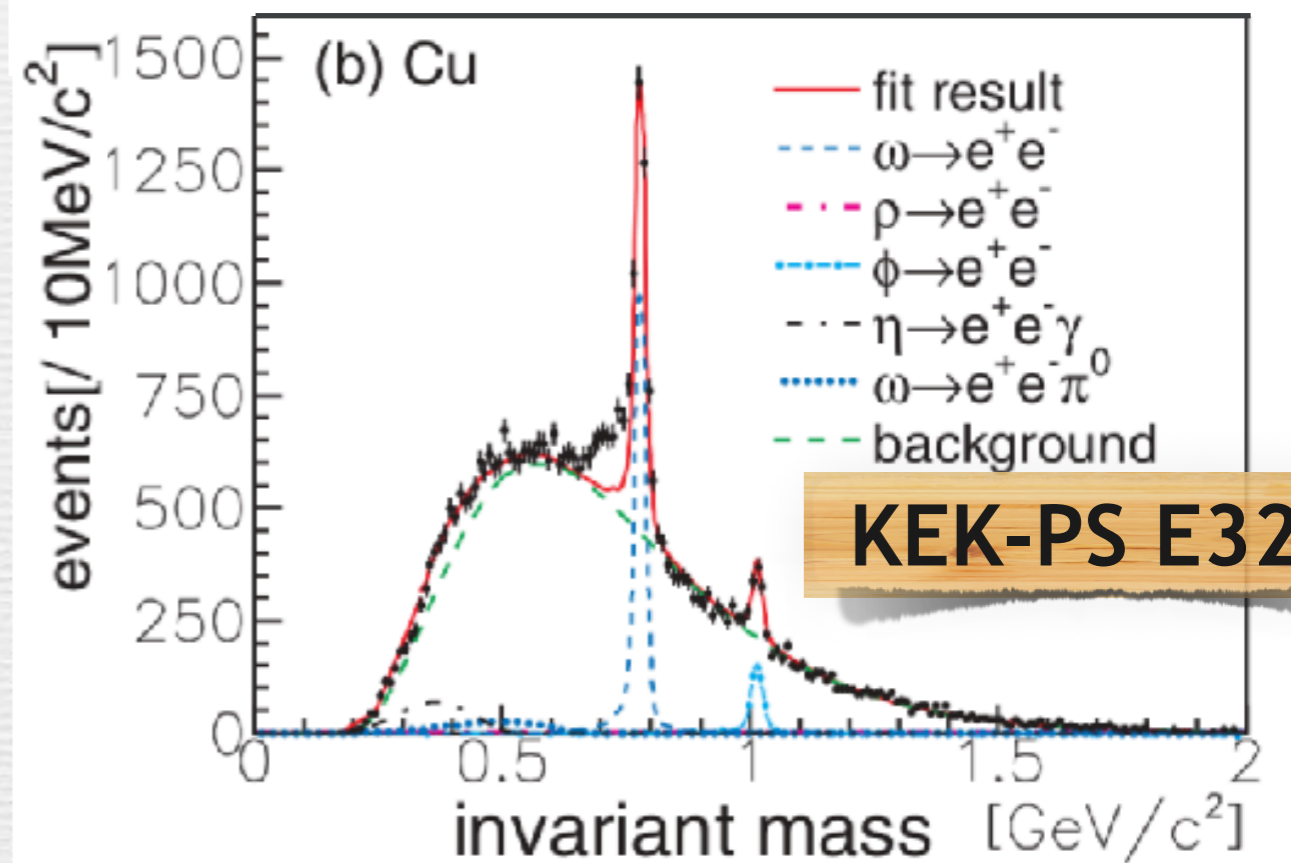 (b) Cu
fit result
ω→e⁺e⁻
ρ→e⁺e⁻
ϕ→e⁺e⁻
η→e⁺e⁻γ
ω→e⁺e⁻π⁰
background
KEK-PS E32
events[/ 10MeV/c²]
1500
1250
1000
750
500
250
0
0 0.5 1 1.5 2
invariant mass [GeV/c²]